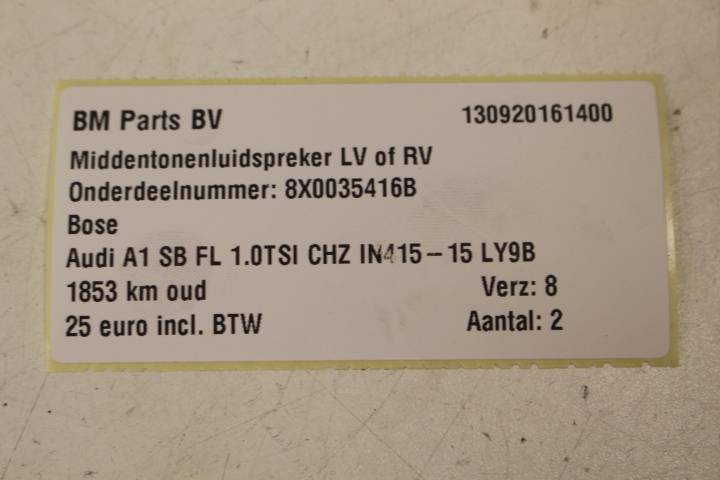 BM Parts BV 130920161400
Middentonenluidspreker LV of RV
Onderdeelnummer: 8X0035416B
Bose
Audi A1 SB FL 1.0TSI CHZ IN415-15 LY9B
1853 km oud Verz: 8
25 euro incl. BTW Aantal: 2